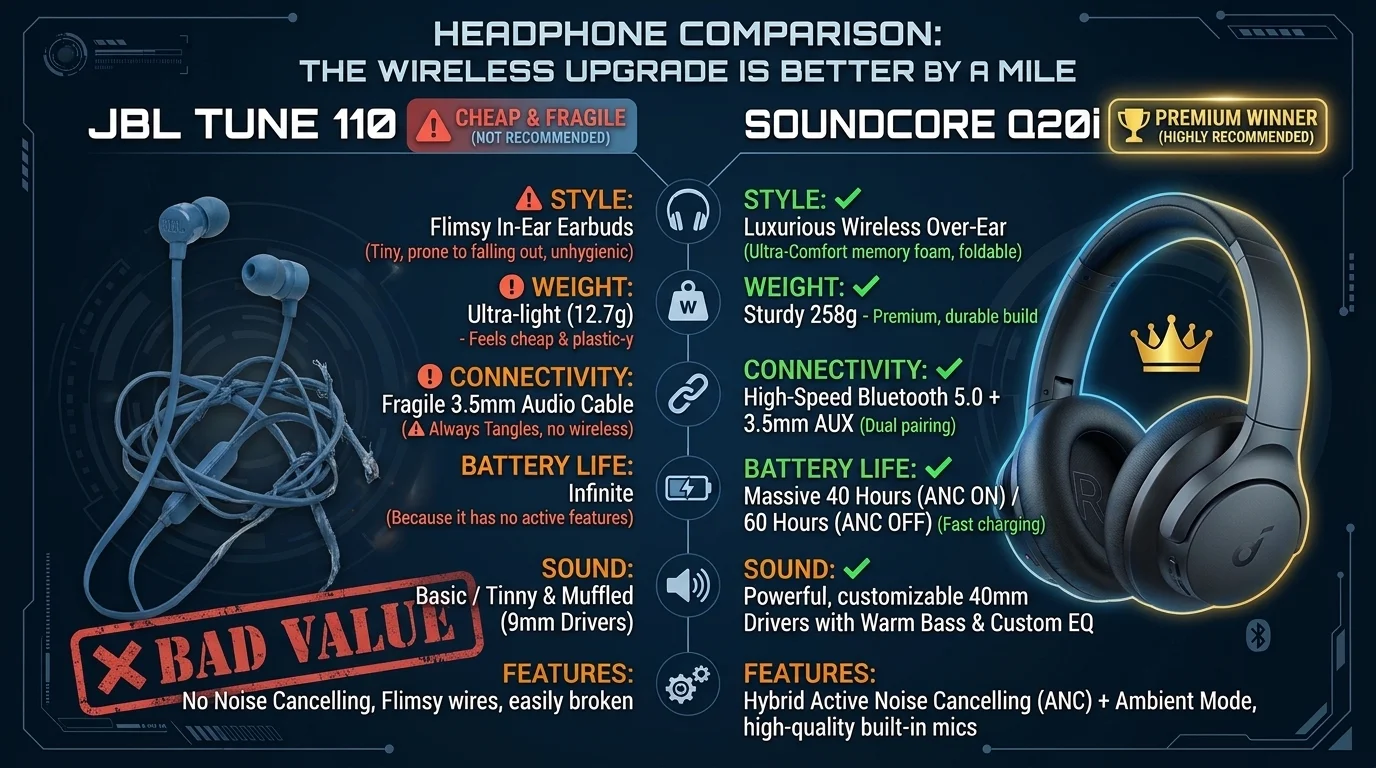 HEADPHONE COMPARISON:
THE WIRELESS UPGRADE IS BETTER BY A MILE
JBL TUNE 110
CHEAP & FRAGILE
(NOT RECOMMENDED)
STYLE:
Flimsy In-Ear Earbuds
(Tiny, prone to falling out, unhygienic)
WEIGHT:
Ultra-light (12.7g)
- Feels cheap & plastic-y
CONNECTIVITY:
Fragile 3.5mm Audio Cable
(Always Tangles, no wireless)
BATTERY LIFE:
Infinite
(Because it has no active features)
SOUND:
Basic / Tinny & Muffled
(9mm Drivers)
FEATURES:
No Noise Cancelling, Flimsy wires, easily broken
BAD VALUE
JBL
W
SOUNDCORE Q20i
PREMIUM WINNER
(HIGHLY RECOMMENDED)
STYLE:
Luxurious Wireless Over-Ear
(Ultra-Comfort memory foam, foldable)
WEIGHT:
Sturdy 258g - Premium, durable build
CONNECTIVITY:
High-Speed Bluetooth 5.0 +
3.5mm AUX (Dual pairing)
BATTERY LIFE:
Massive 40 Hours (ANC ON) /
60 Hours (ANC OFF) (Fast charging)
SOUND:
Powerful, customizable 40mm
Drivers with Warm Bass & Custom EQ
FEATURES:
Hybrid Active Noise Cancelling (ANC) + Ambient Mode,
high-quality built-in mics
R